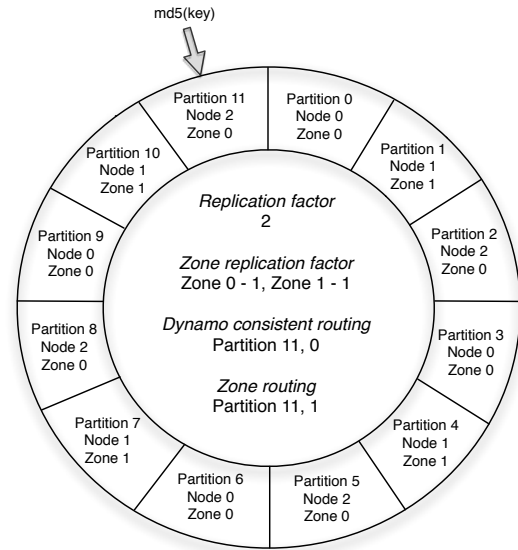 md5(key)
Partition 11
Node 2
Zone 0
Partition 0
Node 0
Zone 0
Partition 1
Node 1
Zone 1
Partition 2
Node 2
Zone 0
Partition 3
Node 0
Zone 0
Partition 4
Node 1
Zone 1
Partition 5
Node 2
Zone 0
Partition 6
Node 0
Zone 0
Partition 7
Node 1
Zone 1
Partition 8
Node 2
Zone 0
Partition 9
Node 0
Zone 0
Partition 10
Node 1
Zone 1
Replication factor
2
Zone replication factor
Zone 0 - 1, Zone 1 - 1
Dynamo consistent routing
Partition 11, 0
Zone routing
Partition 11, 1